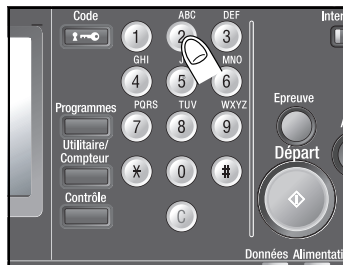 Code
ABC
DEF
Inter
1
2
3
GHI
J
MNO
4
5
6
Programmes
PQRS
TUV
WXYZ
Epreuve
7
8
9
Utilitaire/
Compteur
Départ
*
0
#
Contrôle
C
Données Alimentati